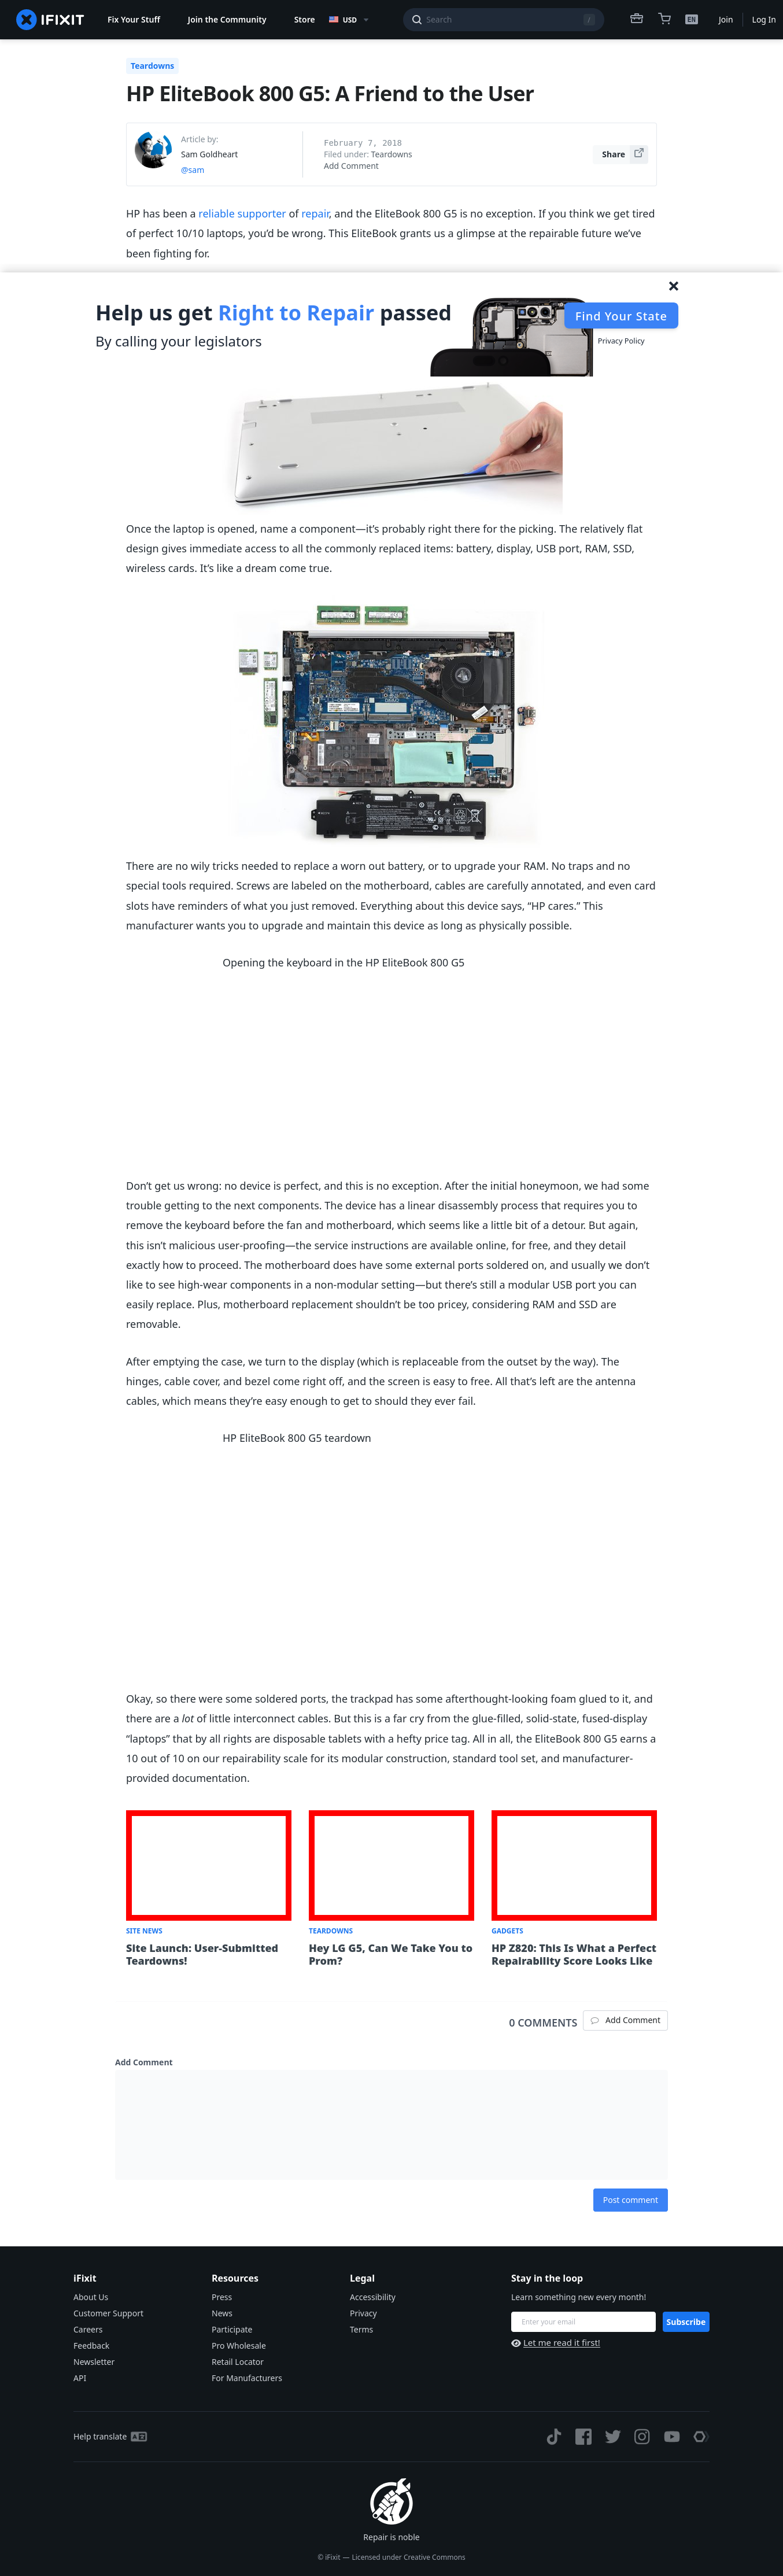 IFIXIT Fix Your Stuff Join the Community Store USD Search / EN Join Log In
Teardowns
HP EliteBook 800 G5: A Friend to the User
Article by:
Sam Goldheart
@sam
February 7, 2018
Filed under: Teardowns
Add Comment
Share
HP has been a reliable supporter of repair, and the EliteBook 800 G5 is no exception. If you think we get tired
of perfect 10/10 laptops, you’d be wrong. This EliteBook grants us a glimpse at the repairable future we’ve
been fighting for.
Help us get Right to Repair passed
By calling your legislators
Find Your State
Privacy Policy
Once the laptop is opened, name a component—it’s probably right there for the picking. The relatively flat
design gives immediate access to all the commonly replaced items: battery, display, USB port, RAM, SSD,
wireless cards. It’s like a dream come true.
There are no wily tricks needed to replace a worn out battery, or to upgrade your RAM. No traps and no
special tools required. Screws are labeled on the motherboard, cables are carefully annotated, and even card
slots have reminders of what you just removed. Everything about this device says, “HP cares.” This
manufacturer wants you to upgrade and maintain this device as long as physically possible.
Opening the keyboard in the HP EliteBook 800 G5
Don’t get us wrong: no device is perfect, and this is no exception. After the initial honeymoon, we had some
trouble getting to the next components. The device has a linear disassembly process that requires you to
remove the keyboard before the fan and motherboard, which seems like a little bit of a detour. But again,
this isn’t malicious user-proofing—the service instructions are available online, for free, and they detail
exactly how to proceed. The motherboard does have some external ports soldered on, and usually we don’t
like to see high-wear components in a non-modular setting—but there’s still a modular USB port you can
easily replace. Plus, motherboard replacement shouldn’t be too pricey, considering RAM and SSD are
removable.
After emptying the case, we turn to the display (which is replaceable from the outset by the way). The
hinges, cable cover, and bezel come right off, and the screen is easy to free. All that’s left are the antenna
cables, which means they’re easy enough to get to should they ever fail.
HP EliteBook 800 G5 teardown
Okay, so there were some soldered ports, the trackpad has some afterthought-looking foam glued to it, and
there are a lot of little interconnect cables. But this is a far cry from the glue-filled, solid-state, fused-display
“laptops” that by all rights are disposable tablets with a hefty price tag. All in all, the EliteBook 800 G5 earns a
10 out of 10 on our repairability scale for its modular construction, standard tool set, and manufacturer-
provided documentation.
SITE NEWS
Site Launch: User-Submitted
Teardowns!
TEARDOWNS
Hey LG G5, Can We Take You to
Prom?
GADGETS
HP Z820: This Is What a Perfect
Repairability Score Looks Like
0 COMMENTS
Add Comment
Add Comment
Post comment
iFixit
About Us
Customer Support
Careers
Feedback
Newsletter
API
Resources
Press
News
Participate
Pro Wholesale
Retail Locator
For Manufacturers
Legal
Accessibility
Privacy
Terms
Stay in the loop
Learn something new every month!
Enter your email
Subscribe
Let me read it first!
Help translate
Repair is noble
© iFixit — Licensed under Creative Commons